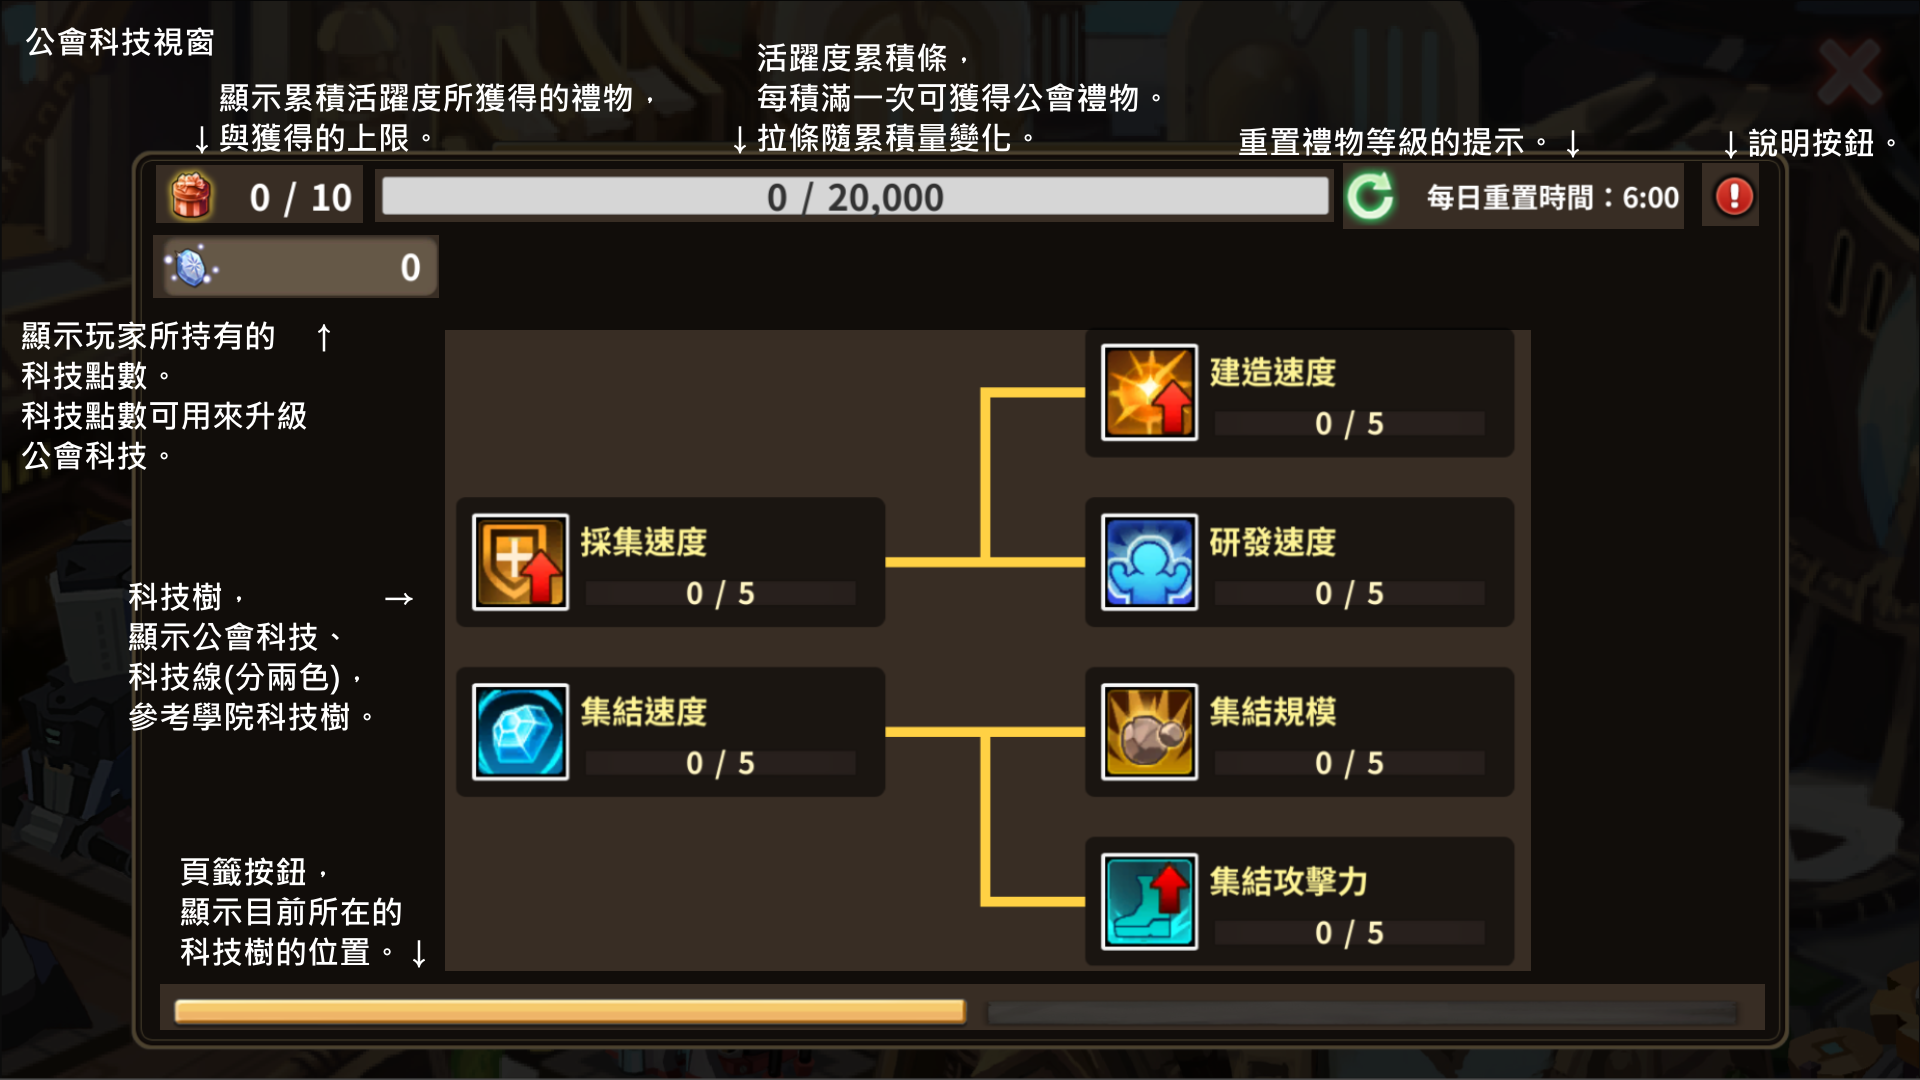 公會科技視窗
顯示累積活躍度所獲得的禮物，
↓與獲得的上限。
活躍度累積條，
每積滿一次可獲得公會禮物。
↓拉條隨累積量變化。
重置禮物等級的提示。↓
↓說明按鈕。
0 / 10
0 / 20,000
每日重置時間：6:00
0
顯示玩家所持有的 ↑
科技點數。
科技點數可用來升級
公會科技。
建造速度
0 / 5
採集速度
0 / 5
研發速度
0 / 5
科技樹， →
顯示公會科技、
科技線(分兩色)，
參考學院科技樹。
集結速度
0 / 5
集結規模
0 / 5
集結攻擊力
0 / 5
頁籤按鈕，
顯示目前所在的
科技樹的位置。↓